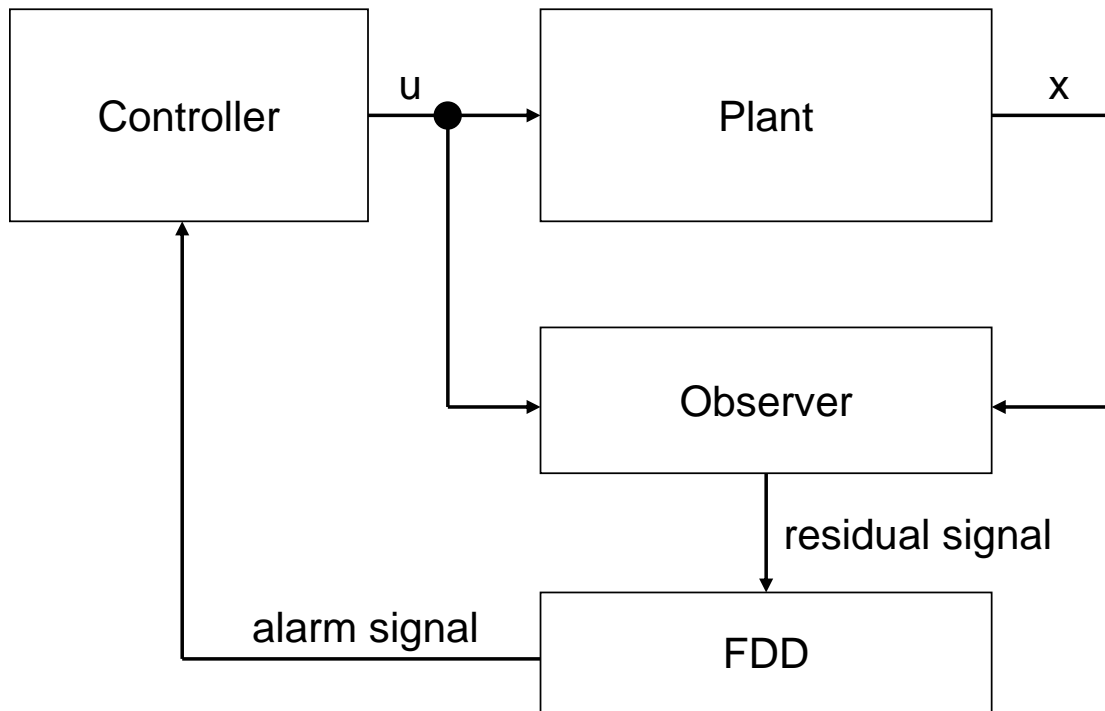 Controller
u
Plant
x
Observer
residual signal
alarm signal
FDD